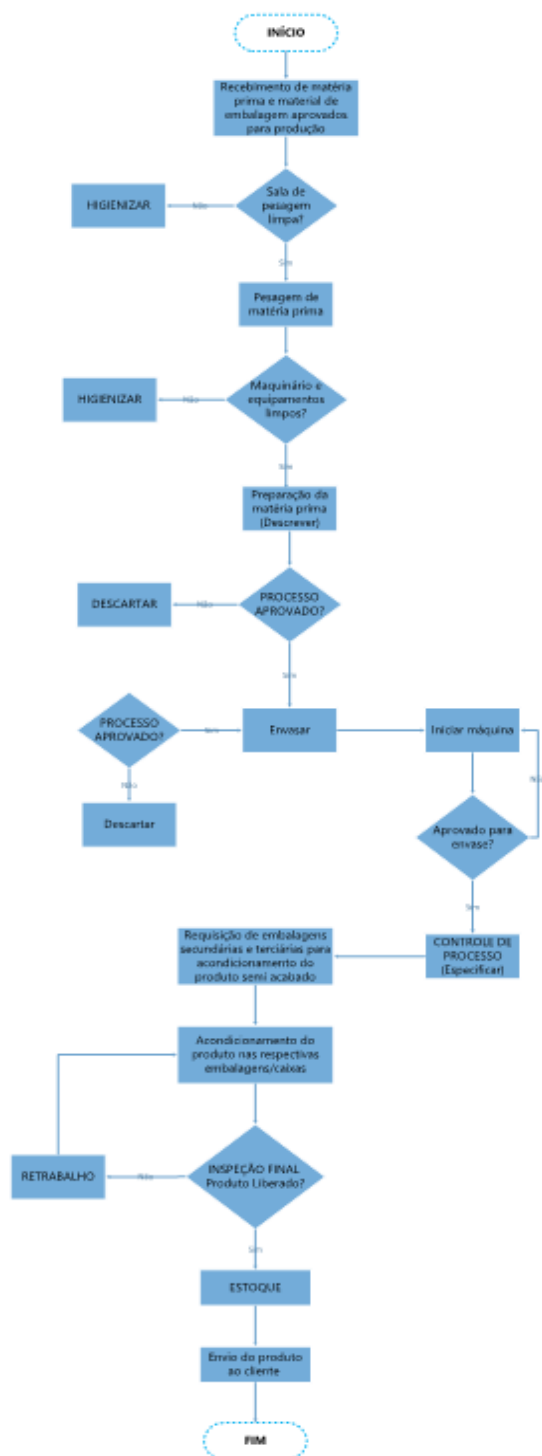 INÍCIO
Recebimento de matéria
prima e material de
embalagem aprovados
para produção
Sala de
pesagem
limpa?
Não
HIGIENIZAR
Sim
Pesagem de
matéria prima
Maquinário e
equipamentos
limpos?
Não
HIGIENIZAR
Sim
Preparação da
matéria prima
(Descrever)
PROCESSO
APROVADO?
Não
DESCARTAR
Sim
PROCESSO
APROVADO?
Sim
Envasar
Iniciar máquina
Não
Não
Descartar
Aprovado para
envase?
Sim
CONTROLE DE
PROCESSO
(Especificar)
Requisição de embalagens
secundárias e terciárias para
acondicionamento do
produto semi acabado
Acondicionamento do
produto nas respectivas
embalagens/caixas
INSPEÇÃO FINAL
Produto Liberado?
Não
RETRABALHO
Sim
ESTOQUE
Envio do produto
ao cliente
FIM